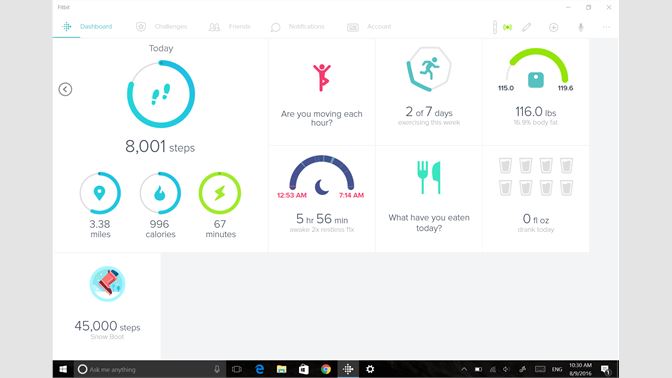 Fitbit
Dashboard
Challenges
Friends
Notifications
Account
Today
8,001 steps
3.38
miles
996
calories
67
minutes
Are you moving each
hour?
2 of 7 days
exercising this week
115.0
119.6
116.0 lbs
16.9% body fat
12:53 AM
7:14 AM
5 hr 56 min
awake 2x restless 11x
What have you eaten
today?
0 fl oz
drank today
45,000 steps
Snow Boot
Ask me anything
ENG
10:30 AM
6/9/2016